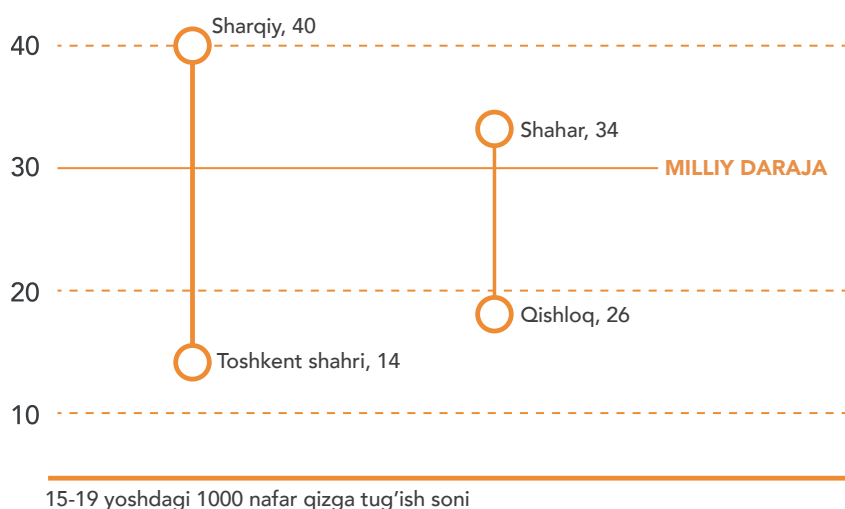 40
Sharqiy, 40
Shahar, 34
30
MILLIY DARAJA
20
Qishloq, 26
Toshkent shahri, 14
10
15-19 yoshdagi 1000 nafar qizga tug'ish soni